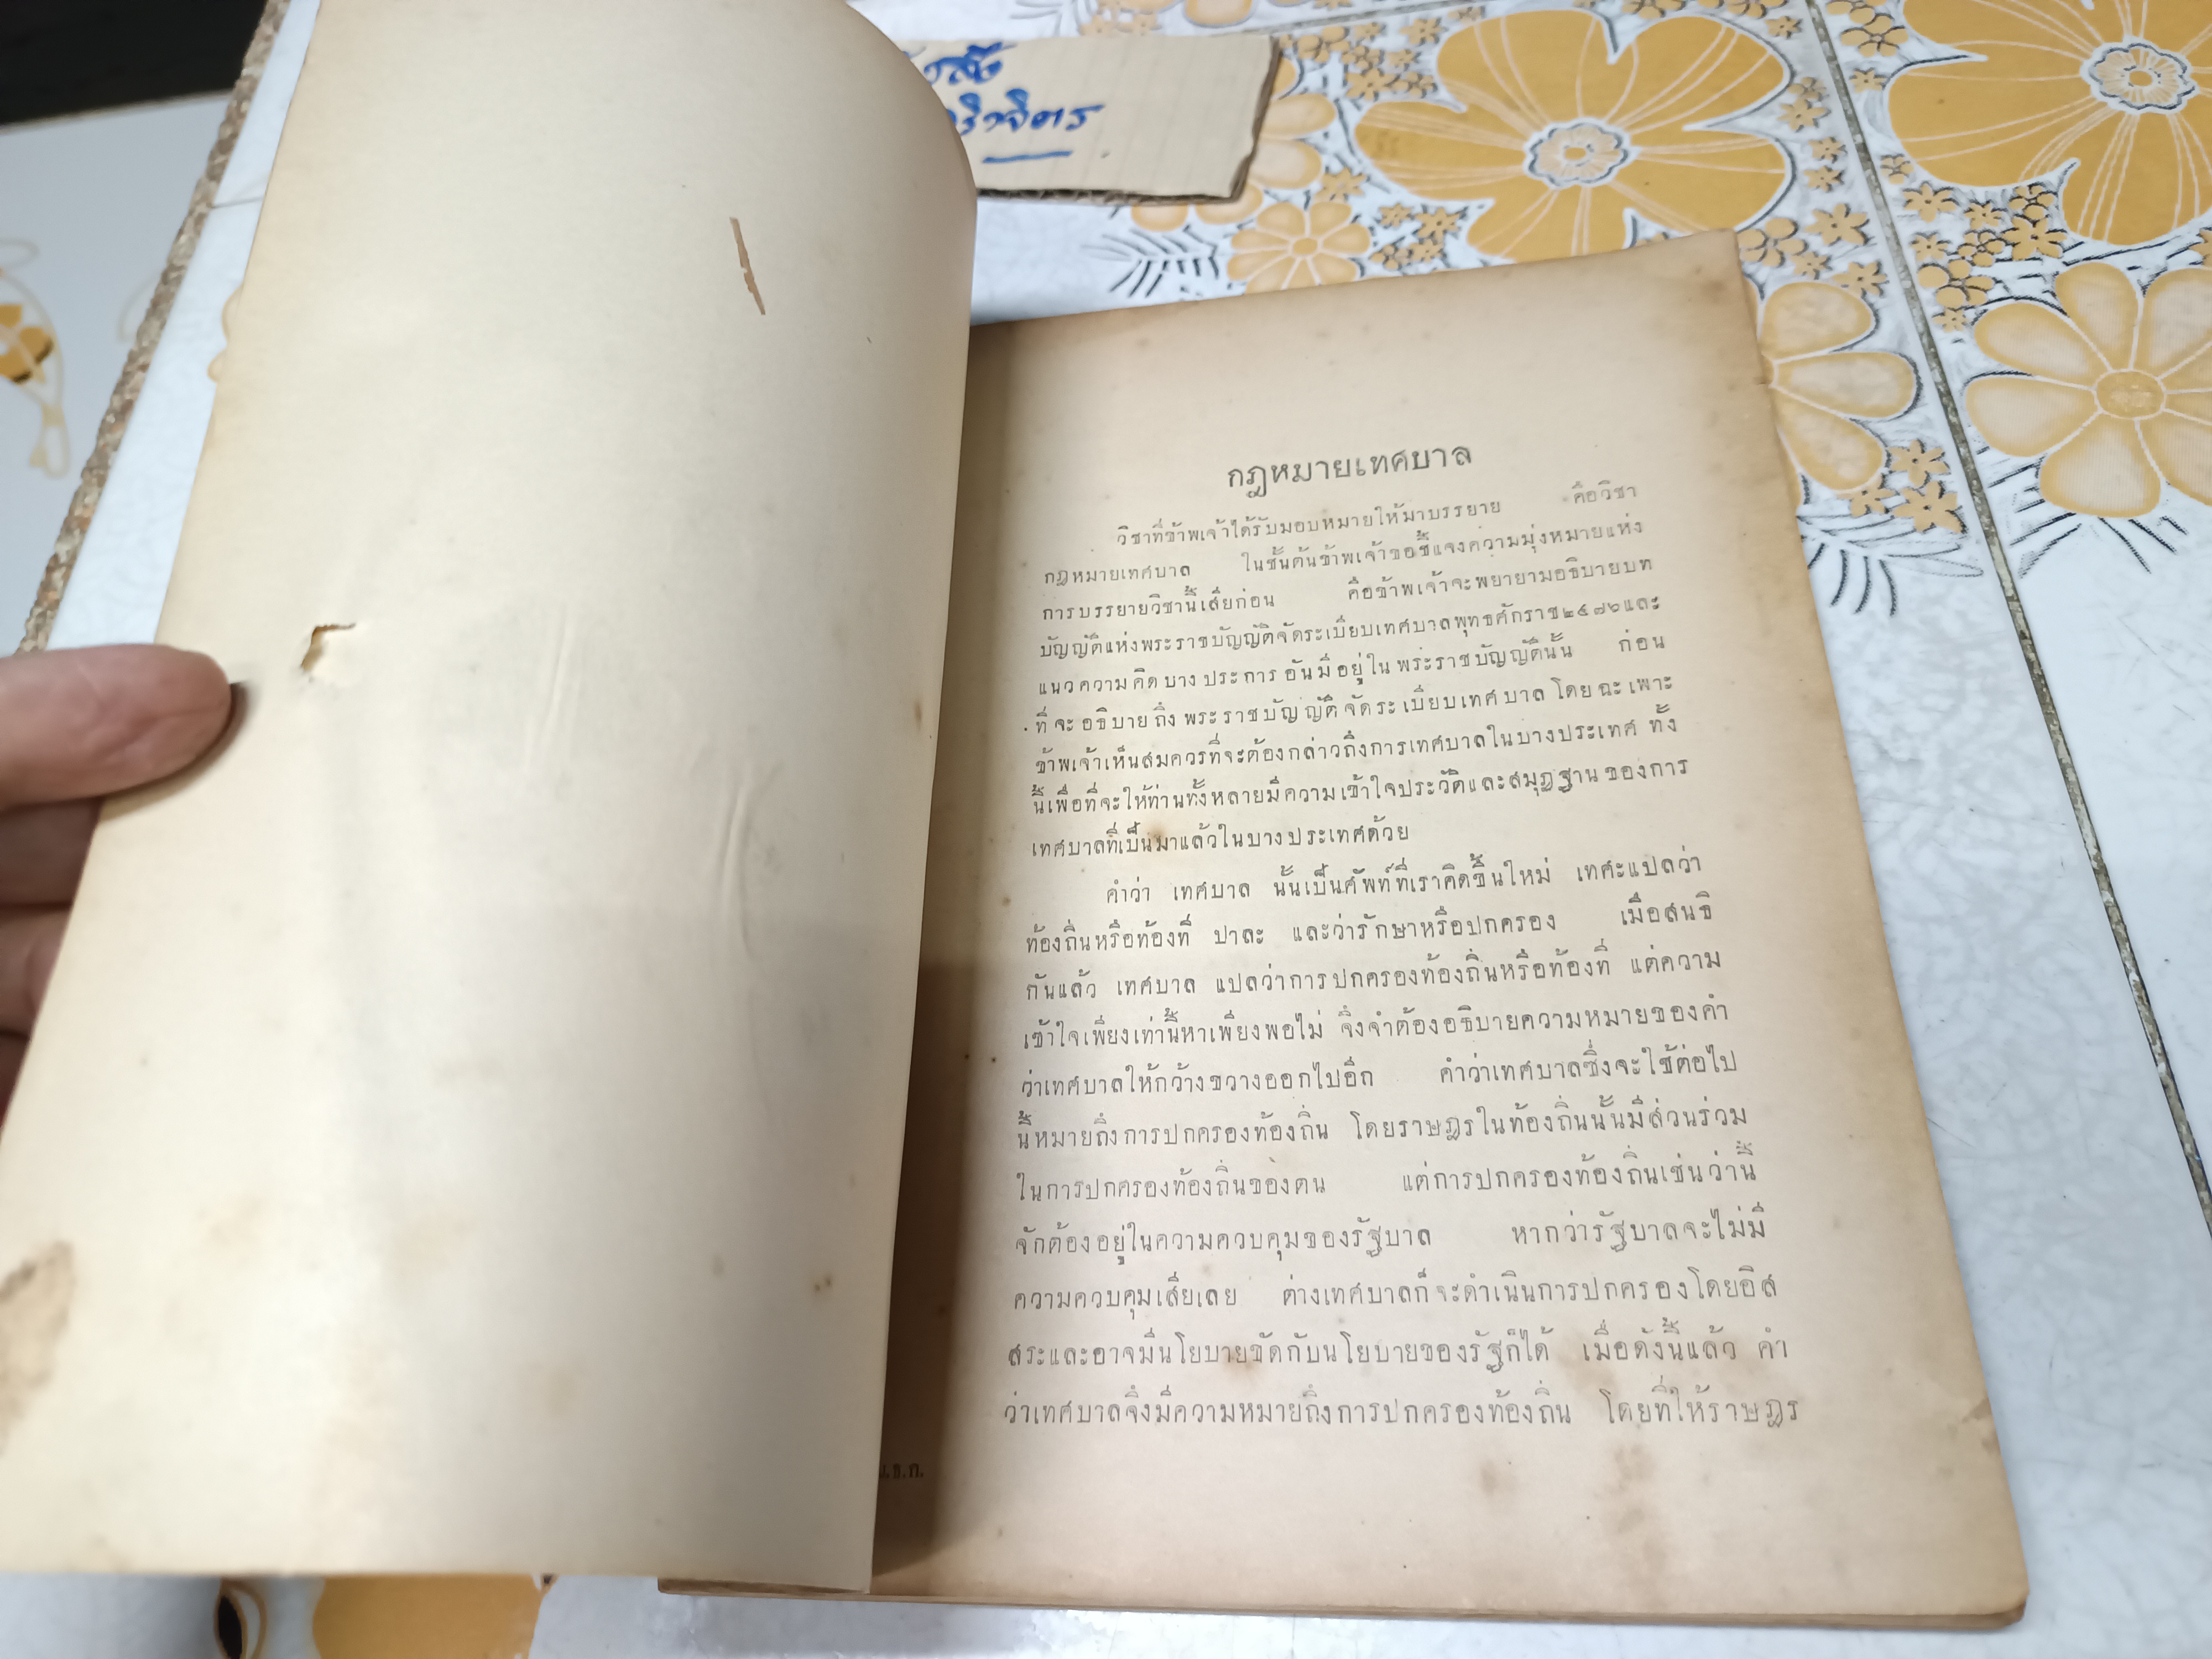 กฎหมายเทศบาล
วิชาที่ข้าพเจ้าได้รับมอบหมายให้มาบรรยาย คือวิชา
กฎหมายเทศบาล ในชั้นต้นข้าพเจ้าขอชี้แจงความมุ่งหมายแห่ง
การบรรยายวิชานี้เสียก่อน คือข้าพเจ้าจะพยายามอธิบายบท
บัญญัติแห่งพระราชบัญญัติจัดระเบียบเทศบาลพุทธศักราช๒๔๗๖และ
แนวความคิดบางประการอันมีอยู่ในพระราชบัญญัตินั้น ก่อน
ที่จะอธิบายถึงพระราชบัญญัติจัดระเบียบเทศบาลโดยฉะเพาะ
ข้าพเจ้าเห็นสมควรที่จะต้องกล่าวถึงการเทศบาลในบางประเทศ ทั้ง
นี้เพื่อที่จะให้ท่านทั้งหลายมีความเข้าใจประวัติและสมุฏฐานของการ
เทศบาลที่เป็นมาแล้วในบางประเทศด้วย
คำว่า เทศบาล นั้นเป็นศัพท์ที่เราคิดขึ้นใหม่ เทศะแปลว่า
ท้องถิ่นหรือท้องที่ ปาละ แลว่ารักษาหรือปกครอง เมื่อสนธิ
กันแล้ว เทศบาล แปลว่าการปกครองท้องถิ่นหรือท้องที่ แต่ความ
เข้าใจเพียงเท่านี้หาเพียงพอไม่ จึงจำต้องอธิบายความหมายของคำ
ว่าเทศบาลให้กว้างขวางออกไปอีก คำว่าเทศบาลซึ่งจะใช้ต่อไป
นี้หมายถึงการปกครองท้องถิ่น โดยราษฎรในท้องถิ่นนั้นมีส่วนร่วม
ในการปกครองท้องถิ่นของตน แต่การปกครองท้องถิ่นเช่นว่านี้
จักต้องอยู่ในความควบคุมของรัฐบาล หากว่ารัฐบาลจะไม่มี
ความควบคุมเสียเลย ต่างเทศบาลก็จะดำเนินการปกครองโดยอิส
สระและอาจมีนโยบายขัดกับนโยบายของรัฐก็ได้ เมื่อดังนี้แล้ว คำ
ว่าเทศบาลจึงมีความหมายถึงการปกครองท้องถิ่น โดยที่ให้ราษฎร